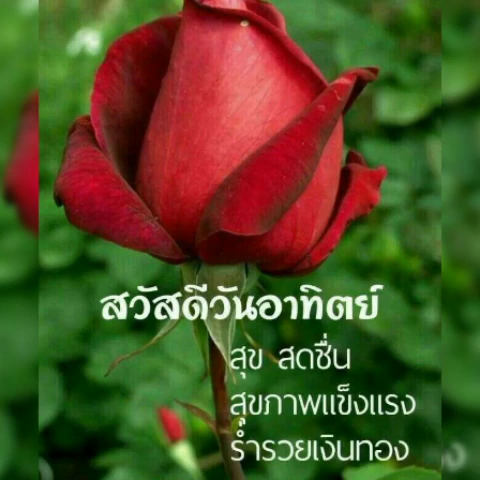 สวัสดีวันอาทิตย์
สุข สดชื่น
สุขภาพแข็งแรง
ร่ำรวยเงินทอง